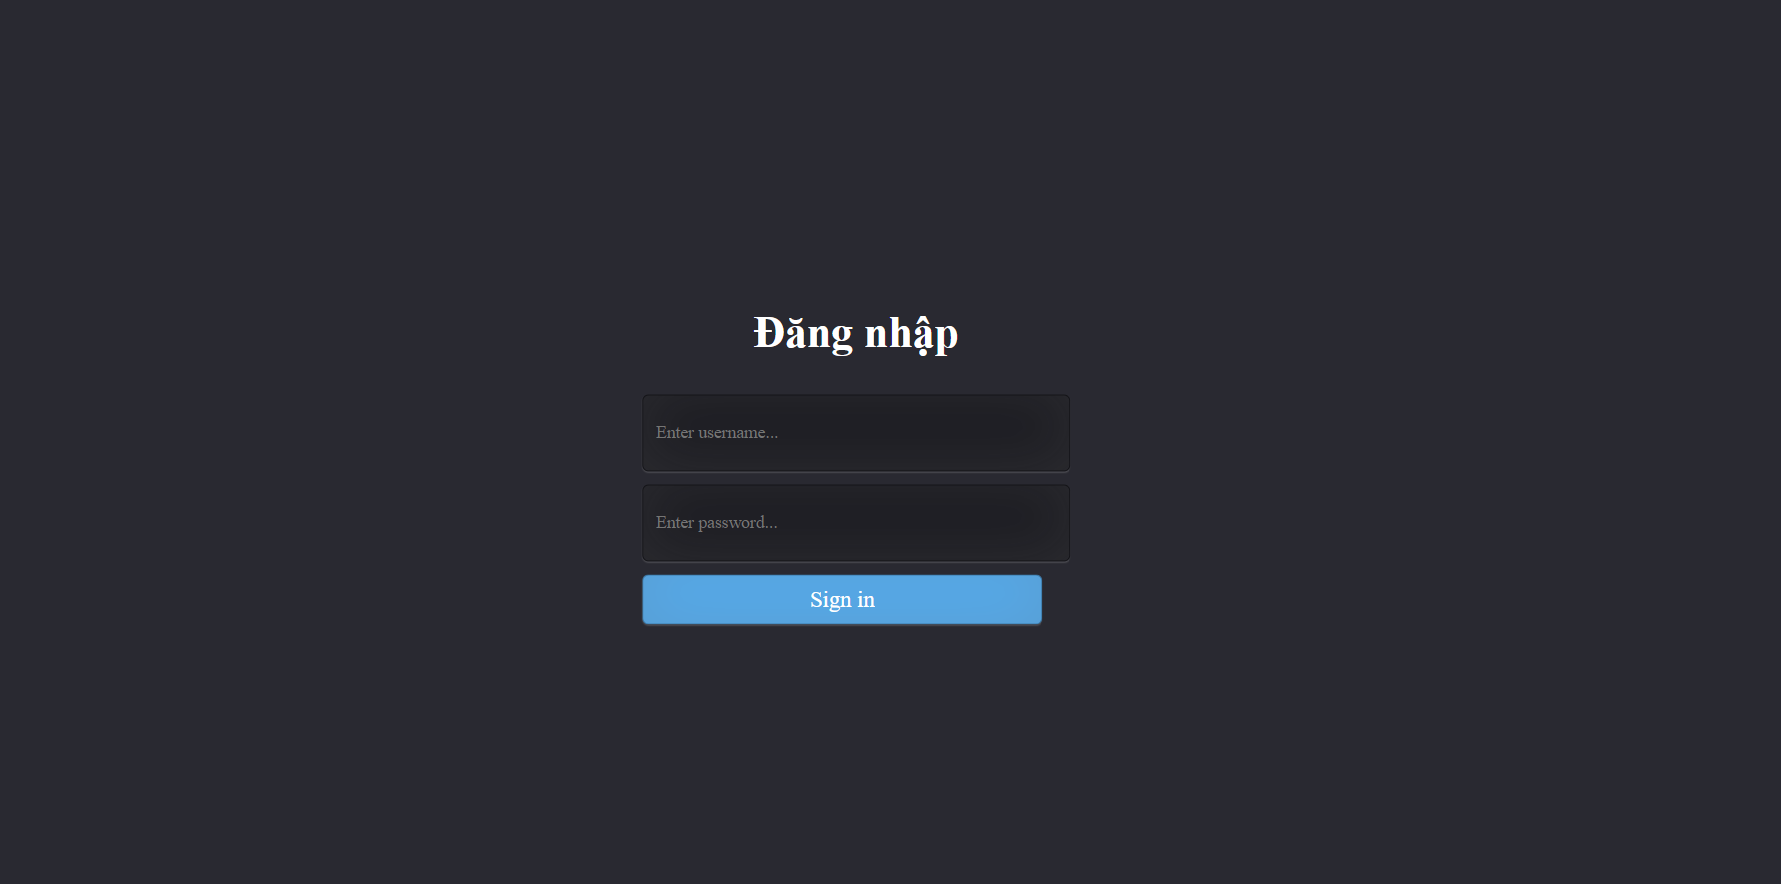 Đăng nhập
Enter username...
Enter password...
Sign in